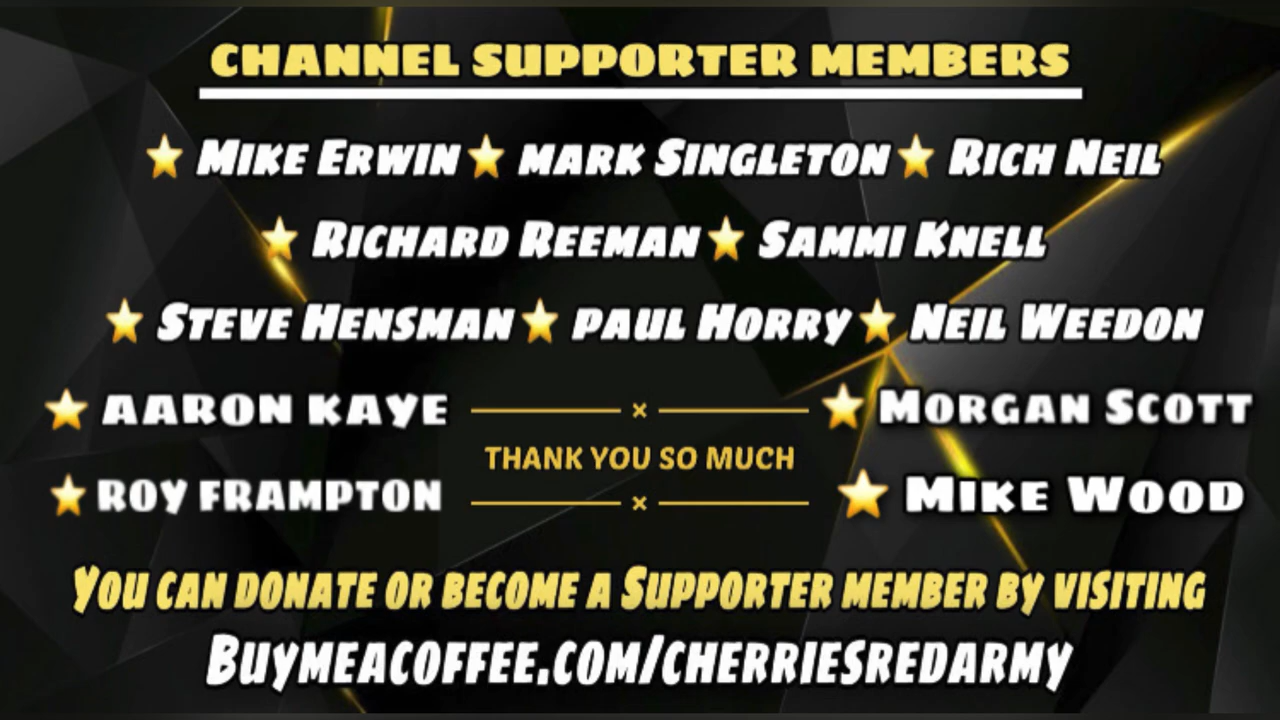 CHANNEL SUPPORTER MEMBERS
⭐ MIKE ERWIN ⭐ MARK SINGLETON ⭐ RICH NEIL
⭐ RICHARD REEMAN ⭐ SAMMI KNELL
⭐ STEVE HENSMAN ⭐ PAUL HORRY ⭐ NEIL WEEDON
⭐ AARON KAYE ⭐ MORGAN SCOTT
THANK YOU SO MUCH
⭐ ROY FRAMPTON ⭐ MIKE WOOD
YOU CAN DONATE OR BECOME A SUPPORTER MEMBER BY VISITING
BUYMEACOFFEE.COM/CHERRIESREDARMY